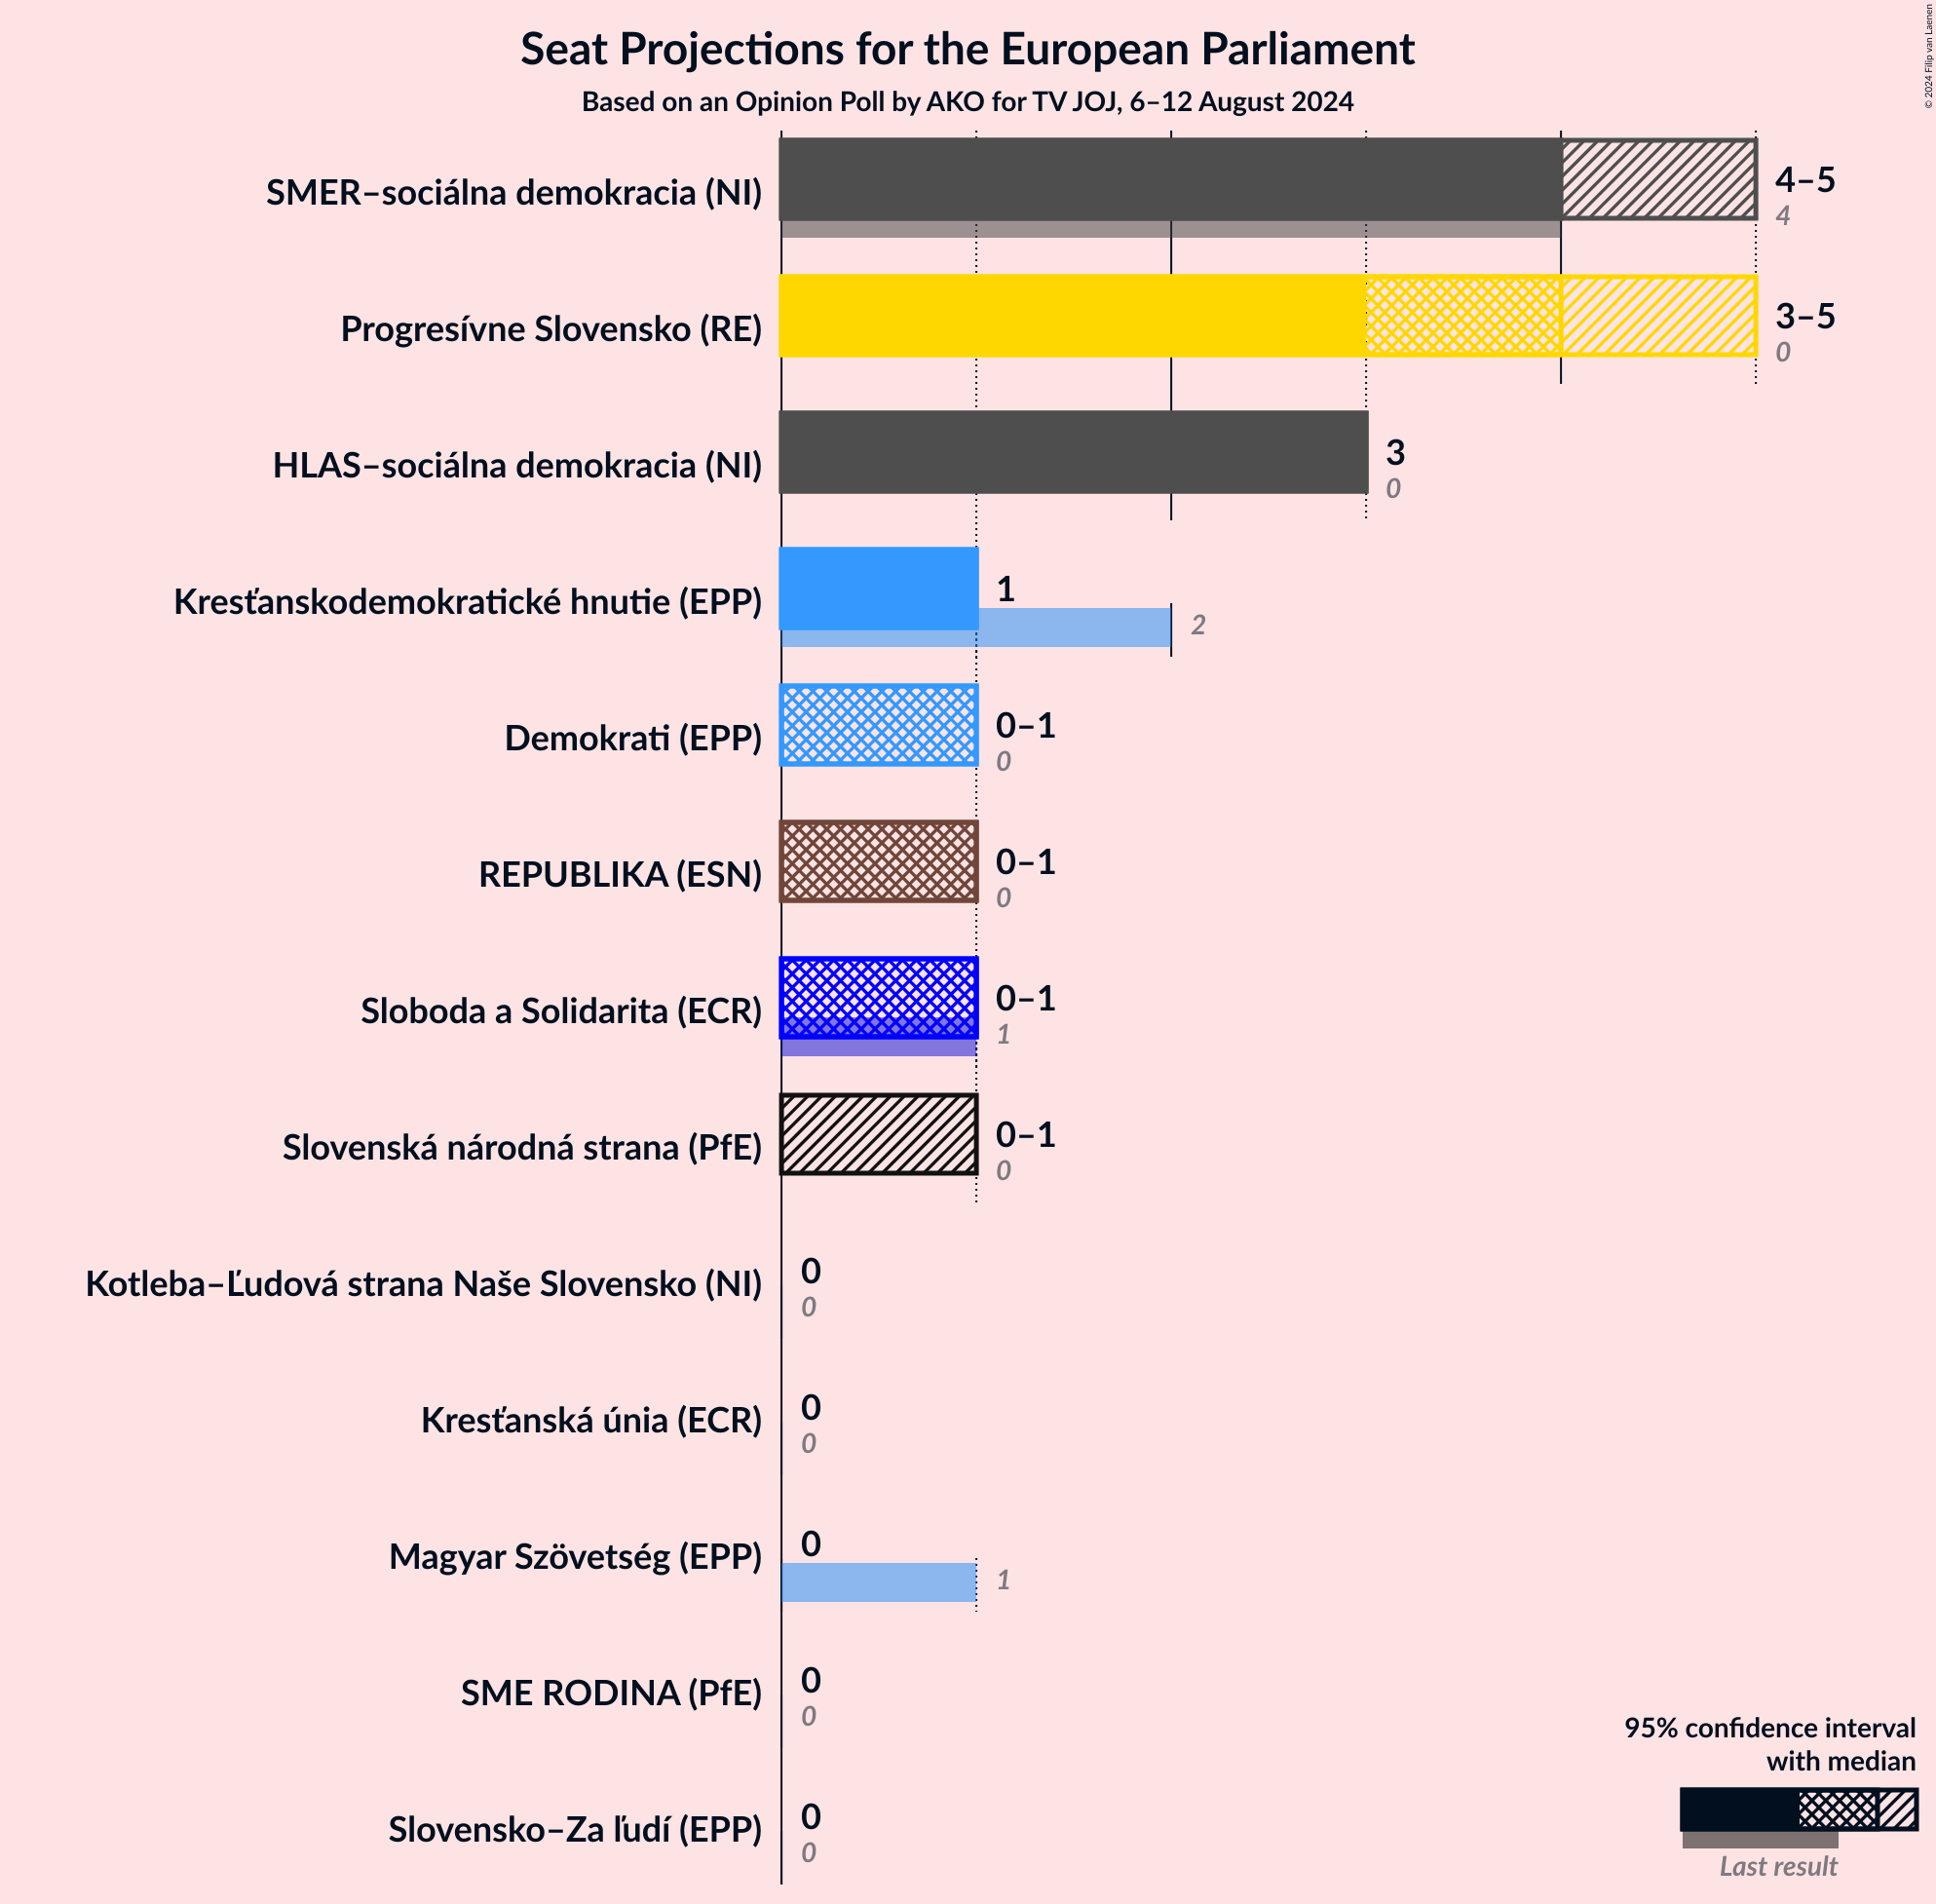 Seat Projections for the European Parliament
Based on an Opinion Poll by AKO for TV JOJ, 6–12 August 2024
© 2024 Filip van Laenen
SMER–sociálna demokracia (NI)
4–5
4
Progresívne Slovensko (RE)
3–5
0
HLAS–sociálna demokracia (NI)
3
0
Kresťanskodemokratické hnutie (EPP)
1
2
Demokrati (EPP)
0–1
0
REPUBLIKA (ESN)
0–1
0
Sloboda a Solidarita (ECR)
0–1
1
Slovenská národná strana (PfE)
0–1
0
Kotleba–Ľudová strana Naše Slovensko (NI)
0
0
Kresťanská únia (ECR)
0
0
Magyar Szövetség (EPP)
0
1
SME RODINA (PfE)
0
0
Slovensko–Za ľudí (EPP)
0
0
95% confidence interval
with median
Last result